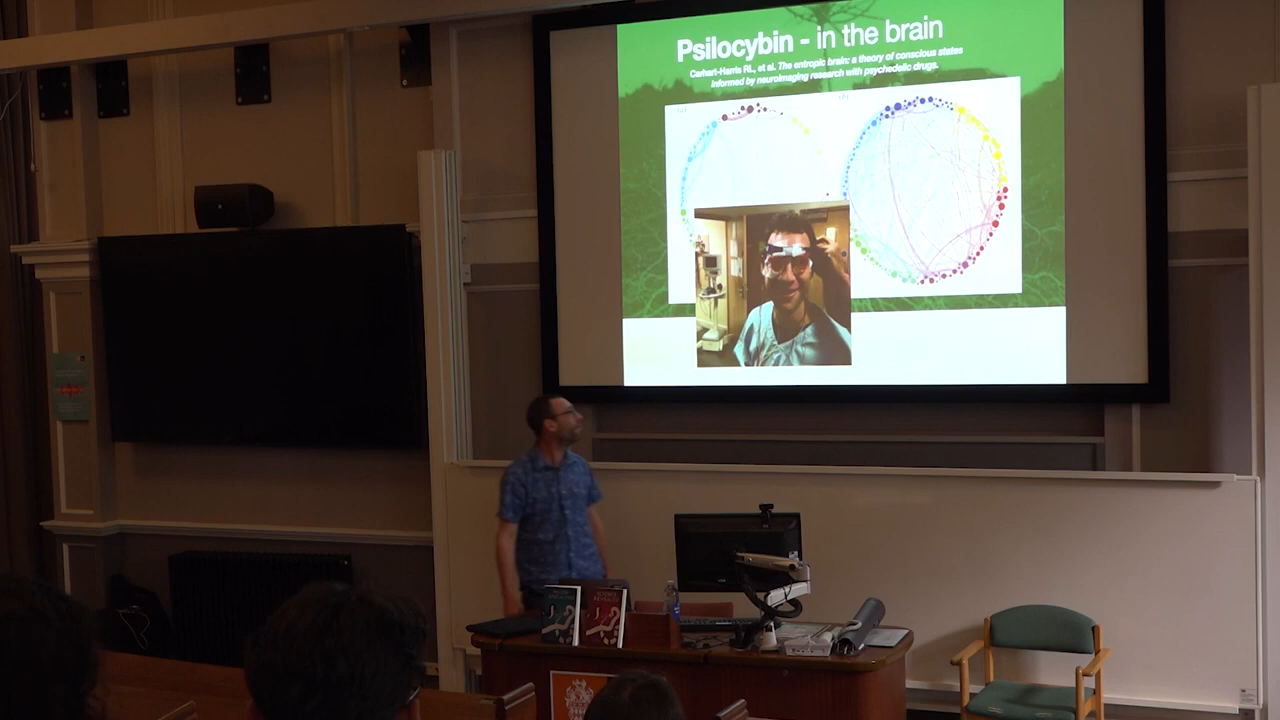 Psilocybin - in the brain
Carhart-Harris RL, et al. The entropic brain: a theory of conscious states
informed by neuroimaging research with psychedelic drugs.
(a)
(b)